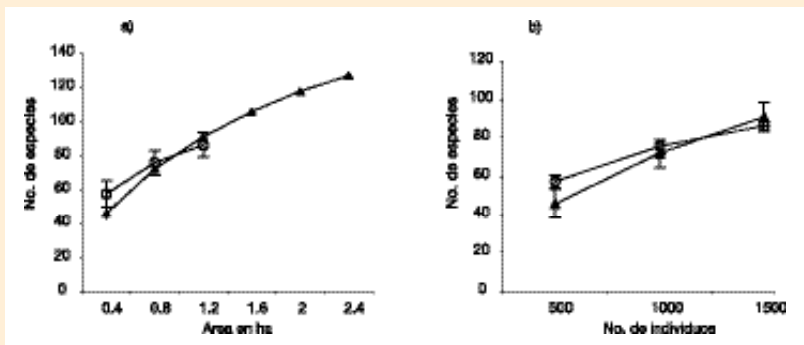 a)
No. de especies
140
120
100
80
60
40
20
0
0.4 0.8 1.2 1.6 2 2.4
Area en ha
b)
No. de especies
120
100
80
60
40
20
0
500 1000 1500
No. de individuos